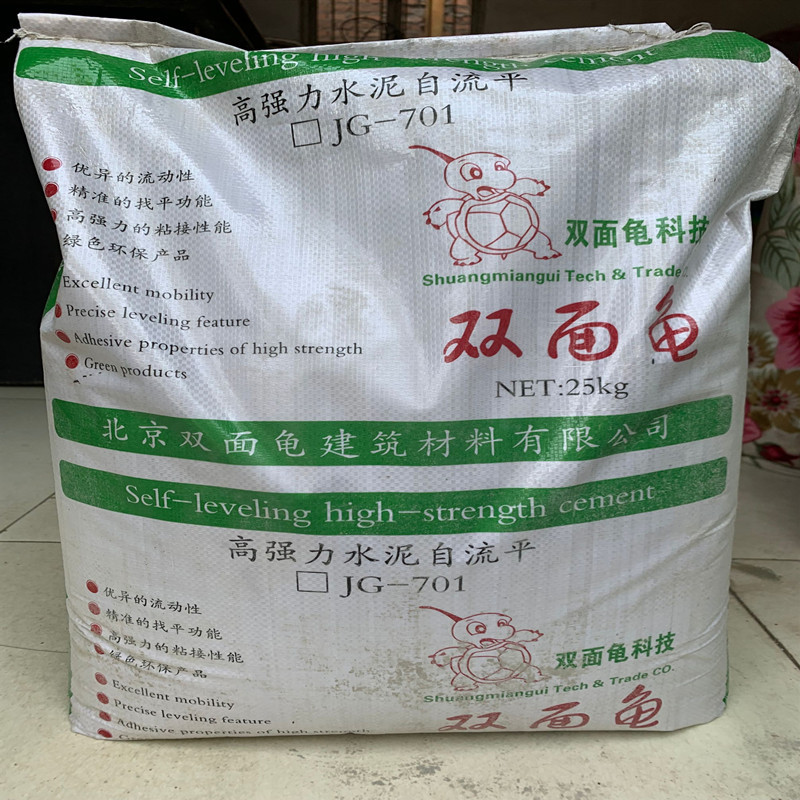 Self-leveling high-strength cement
高强力水泥自流平
□JG-701
优异的流动性
精准的找平功能
高强力的粘接性能
绿色环保产品
Excellent mobility
Precise leveling feature
Adhesive properties of high strength
Green products
双面龟科技
Shuangmiangui Tech & Trade
双面龟
NET:25kg
北京双面龟建筑材料有限公司
Self-leveling high-strength cement
高强力水泥自流平
□JG-701
优异的流动性
精准的找平功能
高强力的粘接性能
绿色环保产品
Excellent mobility
Precise leveling feature
Adhesive properties of high strength
双面龟科技
Shuangmiangui Tech & Trade CO.
双面龟